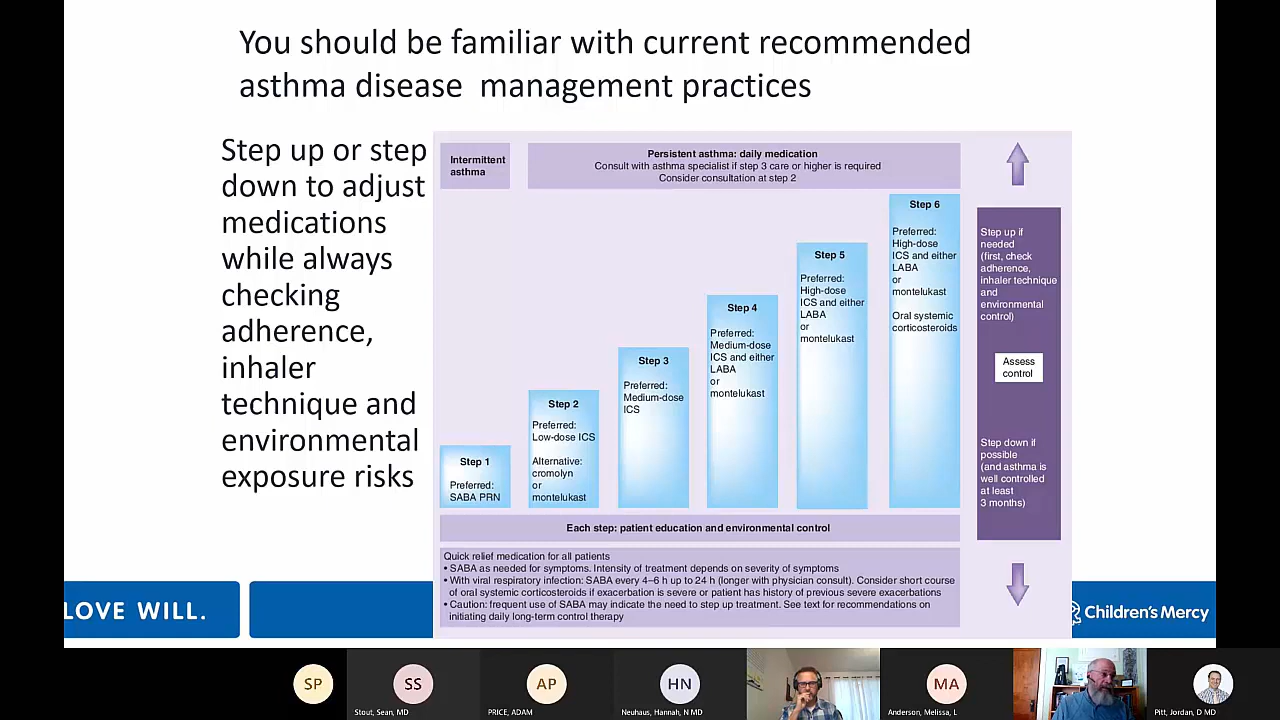 You should be familiar with current recommended
asthma disease management practices
Step up or step
down to adjust
medications
while always
checking
adherence,
inhaler
technique and
environmental
exposure risks
Intermittent
asthma
Persistent asthma: daily medication
Consult with asthma specialist if step 3 care or higher is required
Consider consultation at step 2
Step 1
Preferred:
SABA PRN
Step 2
Preferred:
Low-dose ICS
Alternative:
cromolyn
or
montelukast
Step 3
Preferred:
Medium-dose
ICS
Step 4
Preferred:
Medium-dose
ICS and either
LABA
or
montelukast
Step 5
Preferred:
High-dose
ICS and either
LABA
or
montelukast
Step 6
Preferred:
High-dose
ICS and either
LABA
or
montelukast
Oral systemic
corticosteroids
Step up if
needed
(first, check
adherence,
inhaler technique
and
environmental
control)
Assess
control
Step down if
possible
(and asthma is
well controlled
at least
3 months)
Each step: patient education and environmental control
Quick relief medication for all patients
• SABA as needed for symptoms. Intensity of treatment depends on severity of symptoms
• With viral respiratory infection: SABA every 4–6 h up to 24 h (longer with physician consult). Consider short course
of oral systemic corticosteroids if exacerbation is severe or patient has history of previous severe exacerbations
• Caution: frequent use of SABA may indicate the need to step up treatment. See text for recommendations on
initiating daily long-term control therapy
LOVE WILL.
Children's Mercy
SP
SS
Stout, Sean, MD
AP
PRICE, ADAM
HN
Neuhaus, Hannah, N MD
MA
Anderson, Melissa, L
Pitt, Jordan, D MD